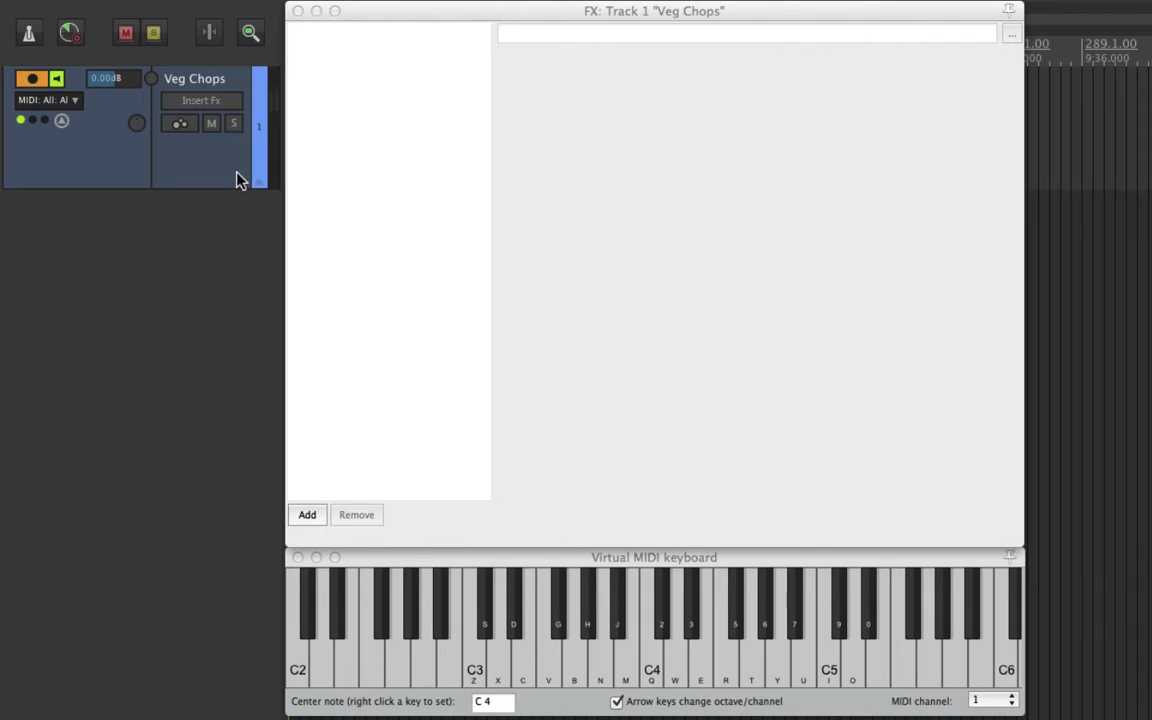 FX: Track 1 "Veg Chops"
M S
...
1.00 289.1.00
000 9:36.000
0.00dB Veg Chops
MIDI: All: Al ▼ Insert Fx
M S
1
Add Remove
Virtual MIDI keyboard
S D G H J 2 3 5 6 7 9 0
C2 C3 C4 C5 C6
Z X C V B N M Q W E R T Y U I O
Center note (right click a key to set): C 4 Arrow keys change octave/channel MIDI channel: 1